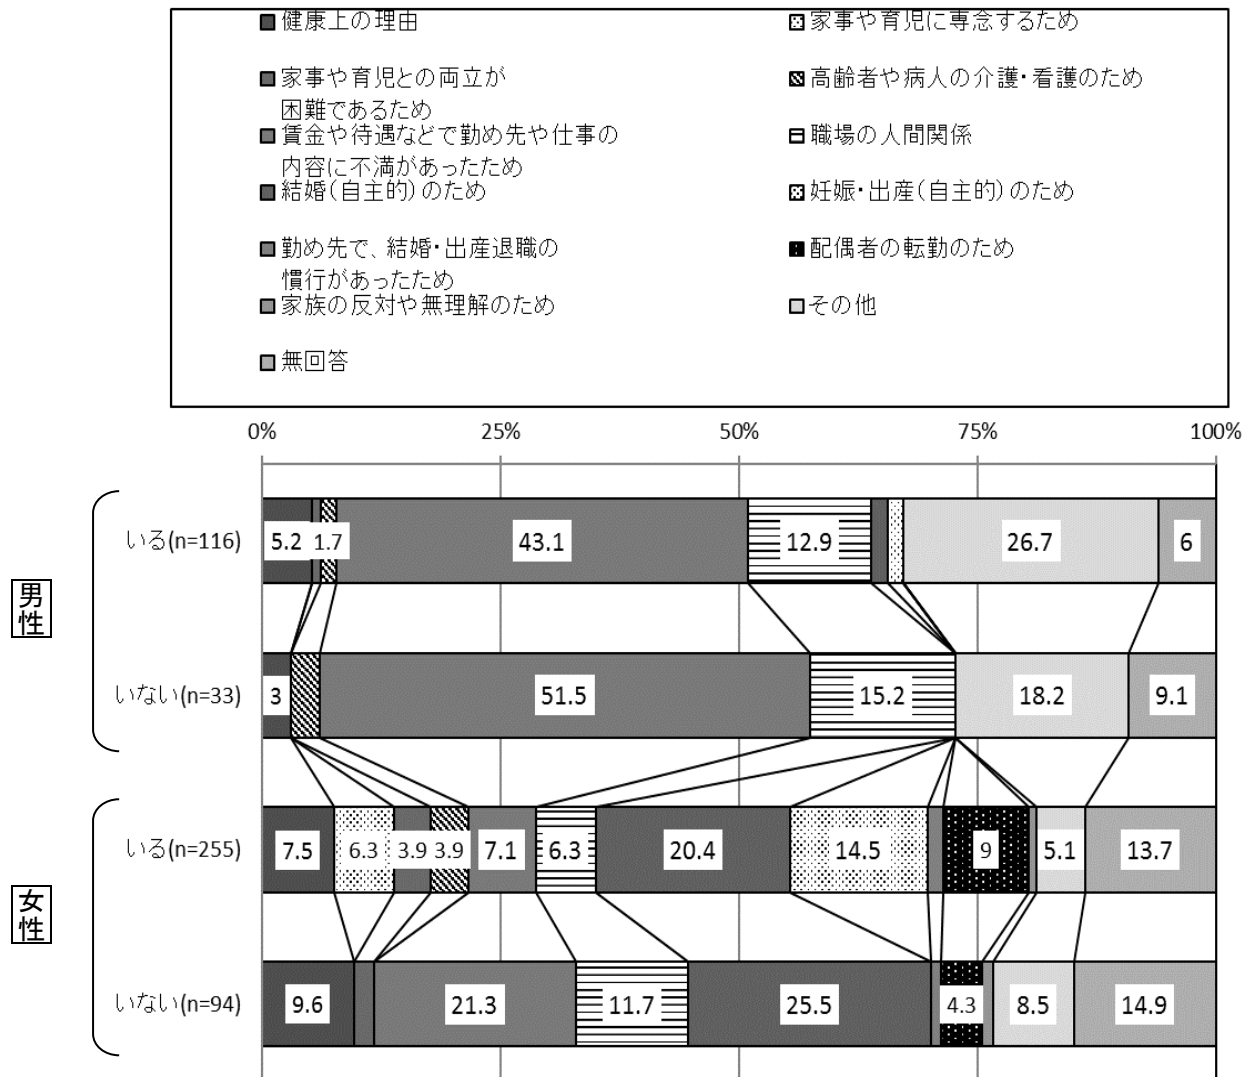 健康上の理由
家事や育児に専念するため
家事や育児との両立が
困難であるため
高齢者や病人の介護・看護のため
賃金や待遇などで勤め先や仕事の
内容に不満があったため
職場の人間関係
結婚（自主的）のため
妊娠・出産（自主的）のため
勤め先で、結婚・出産退職の
慣行があったため
配偶者の転勤のため
家族の反対や無理解のため
その他
無回答
0% 25% 50% 75% 100%
男性
いる(n=116) 5.2 1.7 43.1 12.9 26.7 6
いない(n=33) 3 51.5 15.2 18.2 9.1
女性
いる(n=255) 7.5 6.3 3.9 3.9 7.1 6.3 20.4 14.5 9 5.1 13.7
いない(n=94) 9.6 21.3 11.7 25.5 4.3 8.5 14.9